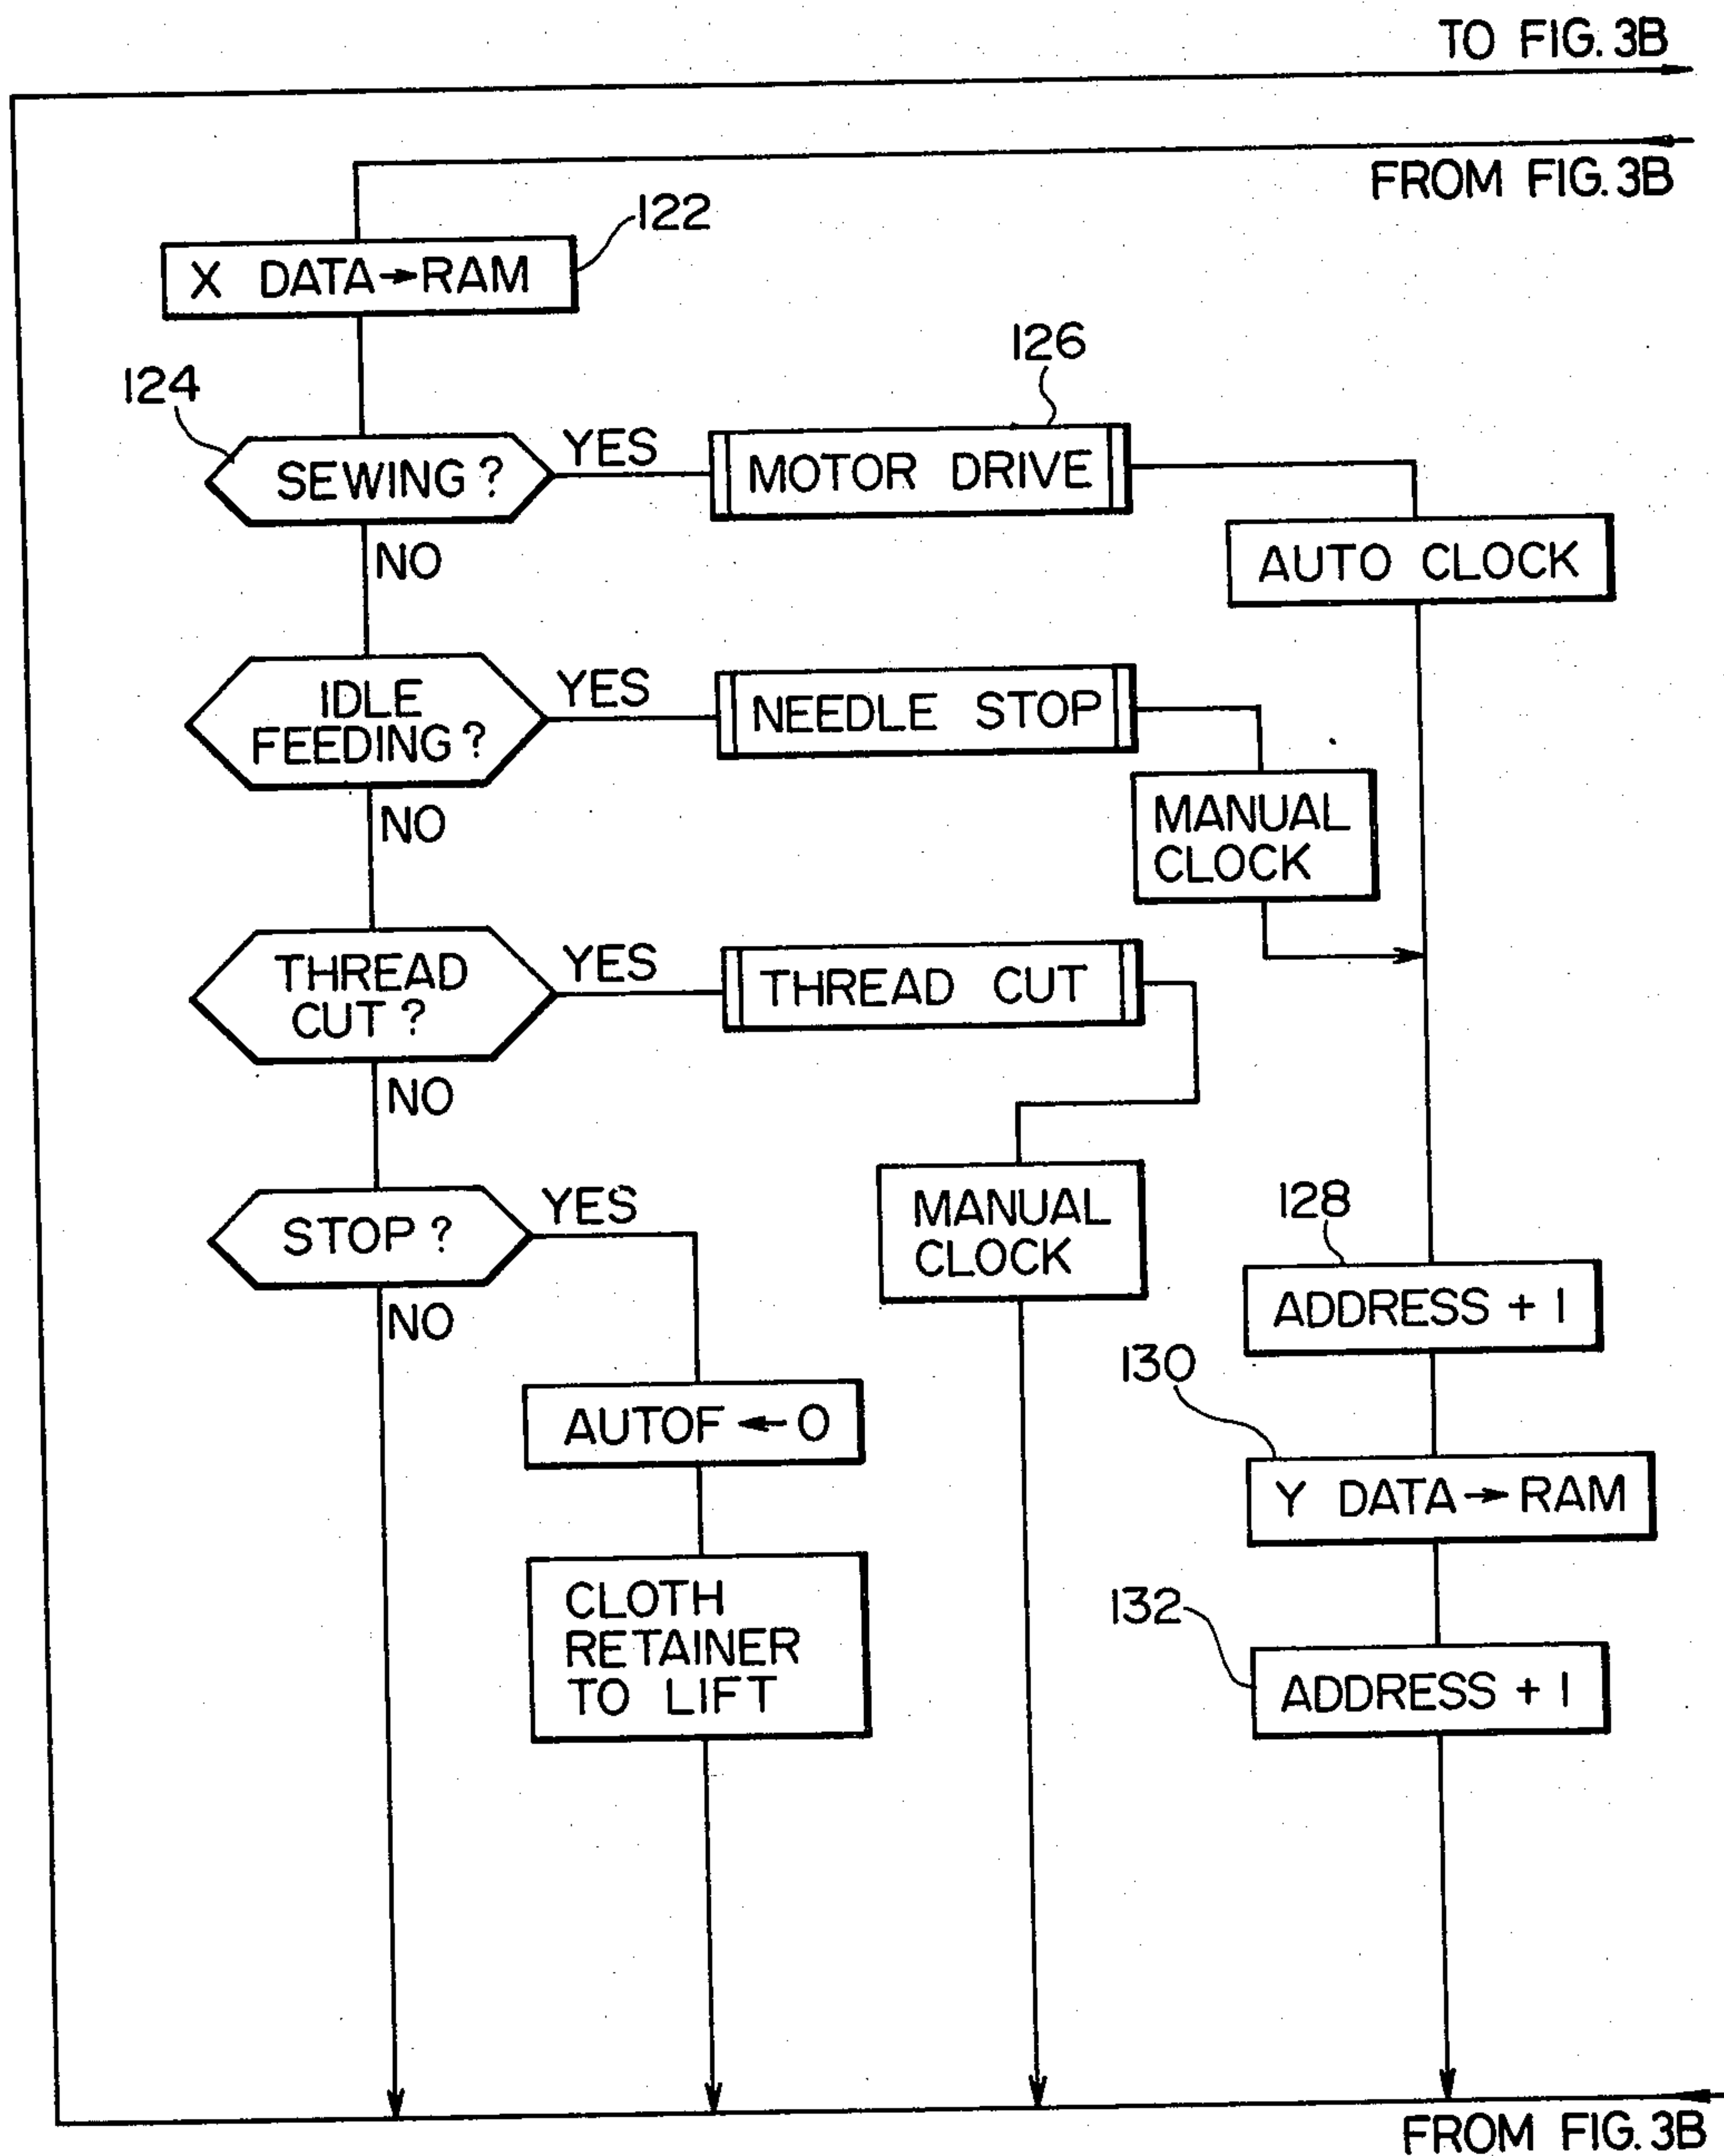 TO FIG. 3B
FROM FIG. 3B
122
X DATA→RAM
124
126
SEWING ?
YES
MOTOR DRIVE
NO
AUTO CLOCK
IDLE
FEEDING ?
YES
NEEDLE STOP
NO
MANUAL
CLOCK
THREAD
CUT ?
YES
THREAD CUT
NO
STOP ?
YES
MANUAL
CLOCK
128
NO
ADDRESS + 1
130
AUTOF ← 0
Y DATA → RAM
CLOTH
RETAINER
TO LIFT
132
ADDRESS + 1
FROM FIG. 3B